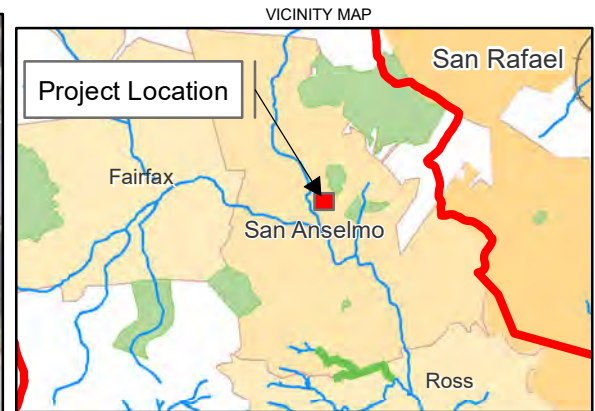 VICINITY MAP
San Rafael
Project Location
Fairfax
San Anselmo
Ross